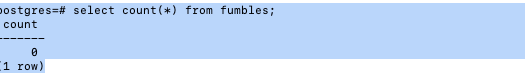 postgres=# select count(*) from fumbles;
count
-------
0
(1 row)